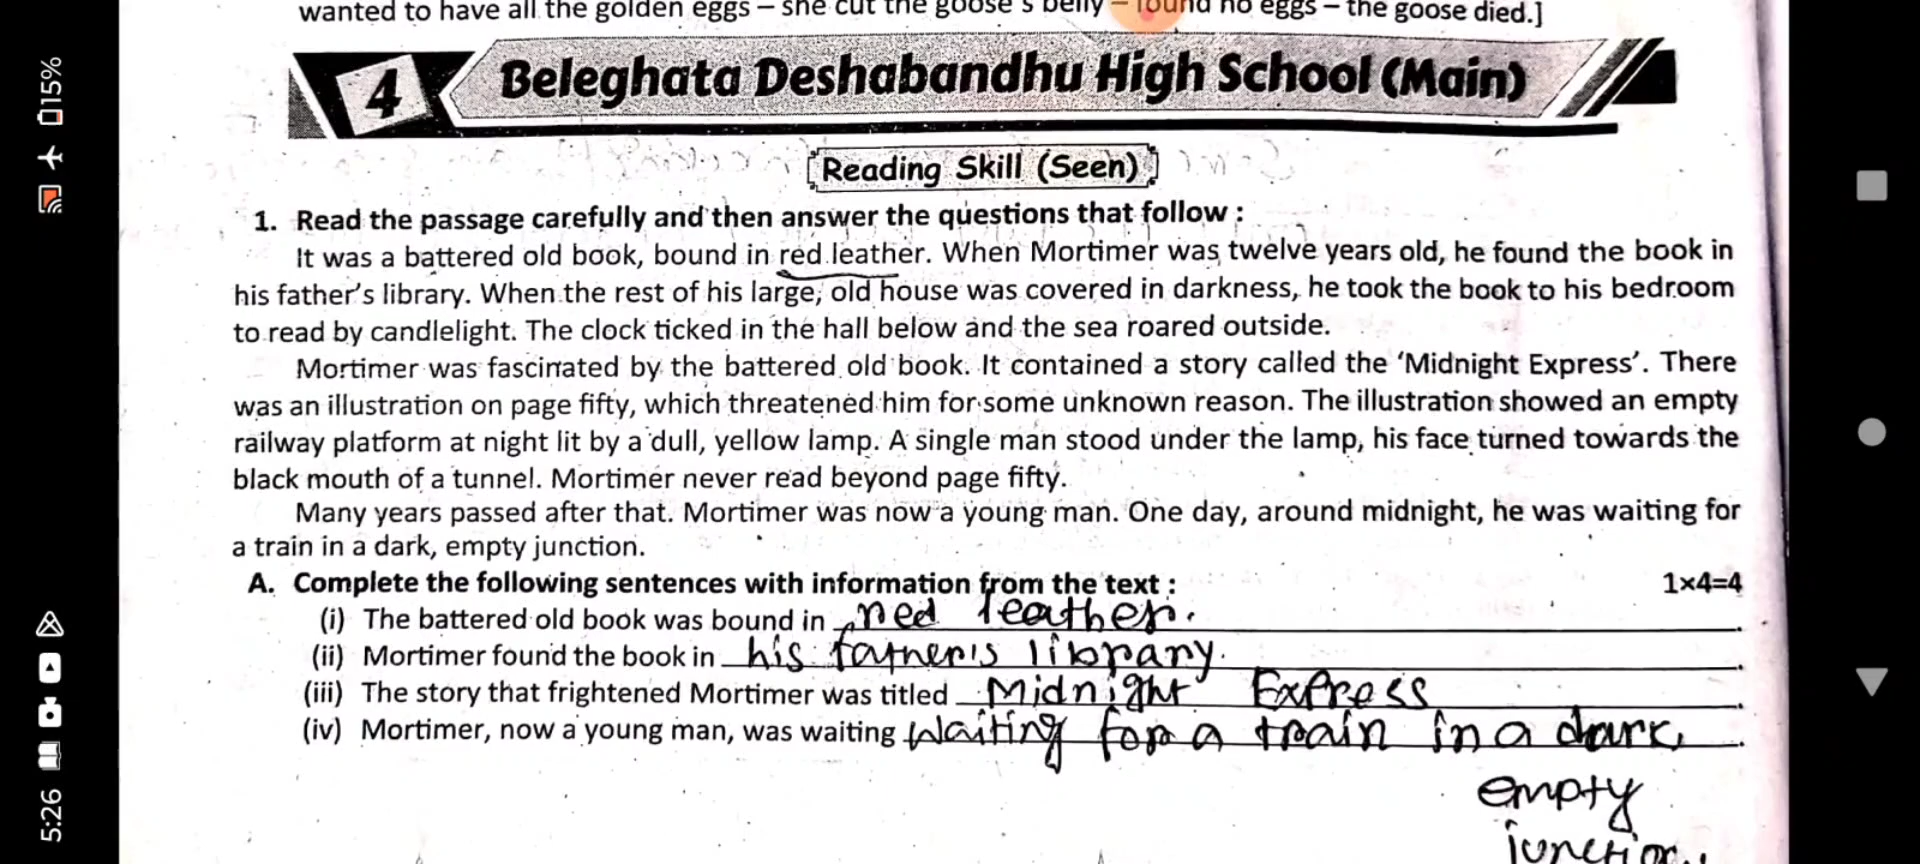 wanted to have all the golden eggs – she cut the goose's belly – found no eggs – the goose died.]
4 Beleghata Deshabandhu High School (Main)
Reading Skill (Seen)
1. Read the passage carefully and then answer the questions that follow :
It was a battered old book, bound in red leather. When Mortimer was twelve years old, he found the book in
his father's library. When the rest of his large, old house was covered in darkness, he took the book to his bedroom
to read by candlelight. The clock ticked in the hall below and the sea roared outside.
Mortimer was fascinated by the battered old book. It contained a story called the 'Midnight Express'. There
was an illustration on page fifty, which threatened him for some unknown reason. The illustration showed an empty
railway platform at night lit by a dull, yellow lamp. A single man stood under the lamp, his face turned towards the
black mouth of a tunnel. Mortimer never read beyond page fifty.
Many years passed after that. Mortimer was now a young man. One day, around midnight, he was waiting for
a train in a dark, empty junction.
A. Complete the following sentences with information from the text : 1×4=4
(i) The battered old book was bound in red leather.
(ii) Mortimer found the book in his father's library.
(iii) The story that frightened Mortimer was titled Midnight Express.
(iv) Mortimer, now a young man, was waiting waiting for a train in a dark,
empty
junction.
15%
5:26